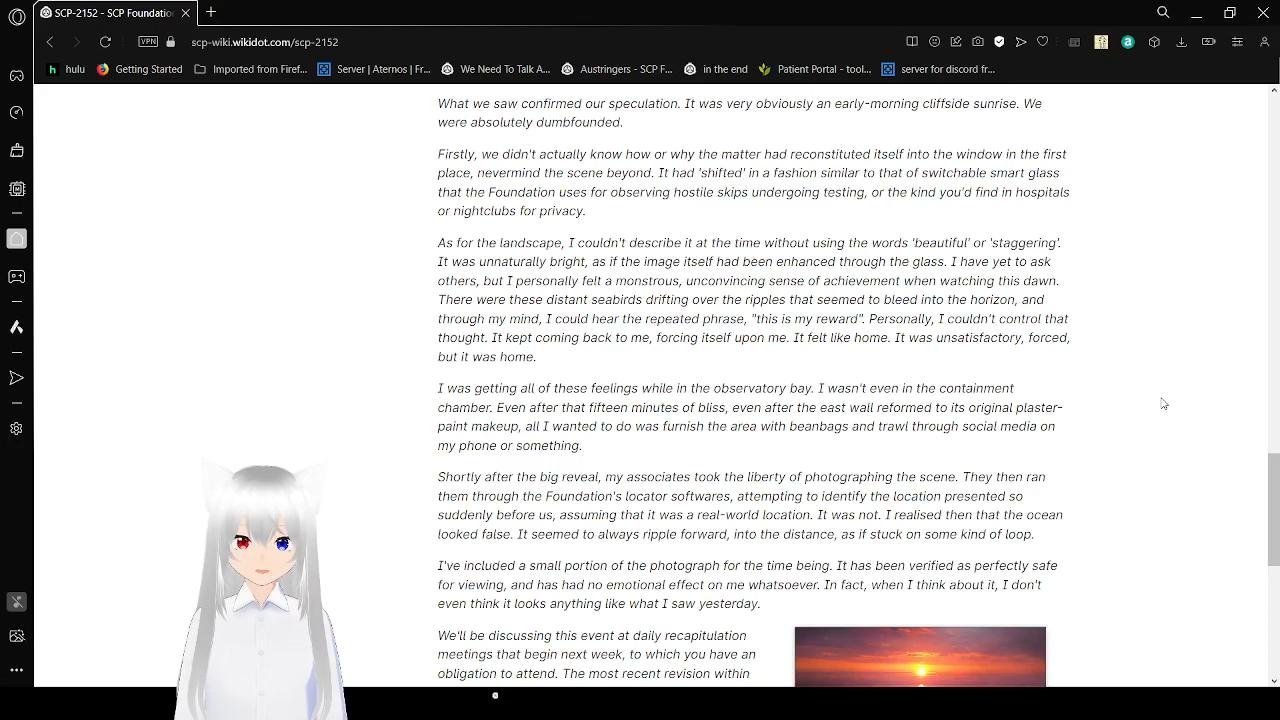 SCP-2152 - SCP Foundatio
VPN
scp-wiki.wikidot.com/scp-2152
hulu
Getting Started
Imported from Firef...
Server | Aternos | Fr...
We Need To Talk A...
Austringers - SCP F...
in the end
Patient Portal - tool...
server for discord fr...
What we saw confirmed our speculation. It was very obviously an early-morning cliffside sunrise. We
were absolutely dumbfounded.
Firstly, we didn't actually know how or why the matter had reconstituted itself into the window in the first
place, nevermind the scene beyond. It had 'shifted' in a fashion similar to that of switchable smart glass
that the Foundation uses for observing hostile skips undergoing testing, or the kind you'd find in hospitals
or nightclubs for privacy.
As for the landscape, I couldn't describe it at the time without using the words 'beautiful' or 'staggering'.
It was unnaturally bright, as if the image itself had been enhanced through the glass. I have yet to ask
others, but I personally felt a monstrous, unconvincing sense of achievement when watching this dawn.
There were these distant seabirds drifting over the ripples that seemed to bleed into the horizon, and
through my mind, I could hear the repeated phrase, "this is my reward". Personally, I couldn't control that
thought. It kept coming back to me, forcing itself upon me. It felt like home. It was unsatisfactory, forced,
but it was home.
I was getting all of these feelings while in the observatory bay. I wasn't even in the containment
chamber. Even after that fifteen minutes of bliss, even after the east wall reformed to its original plaster-
paint makeup, all I wanted to do was furnish the area with beanbags and trawl through social media on
my phone or something.
Shortly after the big reveal, my associates took the liberty of photographing the scene. They then ran
them through the Foundation's locator softwares, attempting to identify the location presented so
suddenly before us, assuming that it was a real-world location. It was not. I realised then that the ocean
looked false. It seemed to always ripple forward, into the distance, as if stuck on some kind of loop.
I've included a small portion of the photograph for the time being. It has been verified as perfectly safe
for viewing, and has had no emotional effect on me whatsoever. In fact, when I think about it, I don't
even think it looks anything like what I saw yesterday.
We'll be discussing this event at daily recapitulation
meetings that begin next week, to which you have an
obligation to attend. The most recent revision within